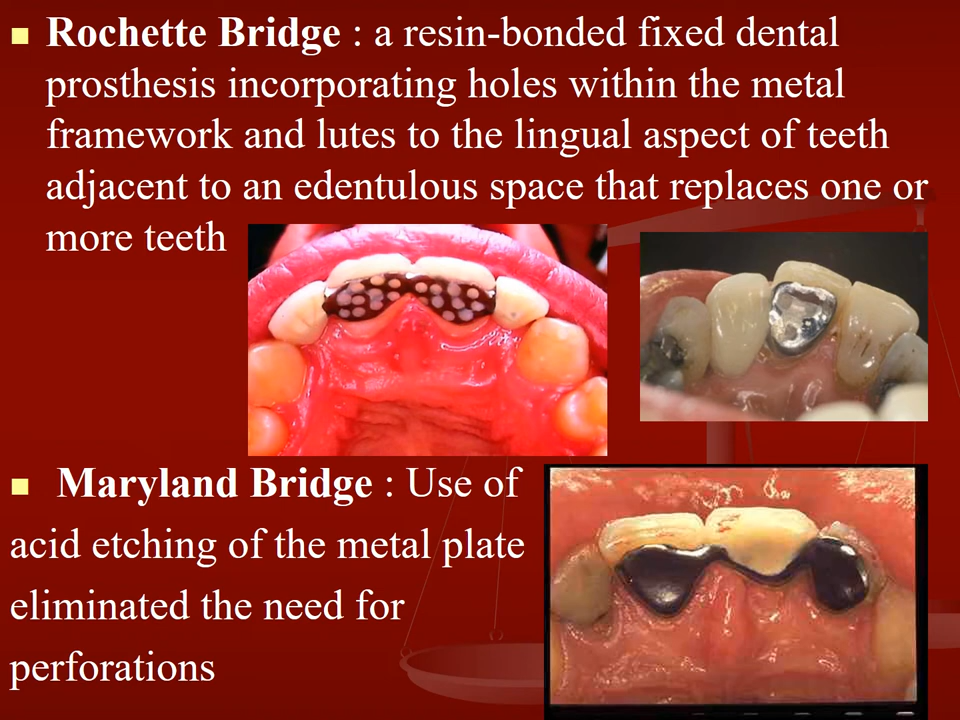 Rochette Bridge : a resin-bonded fixed dental
prosthesis incorporating holes within the metal
framework and lutes to the lingual aspect of teeth
adjacent to an edentulous space that replaces one or
more teeth
Maryland Bridge : Use of
acid etching of the metal plate
eliminated the need for
perforations